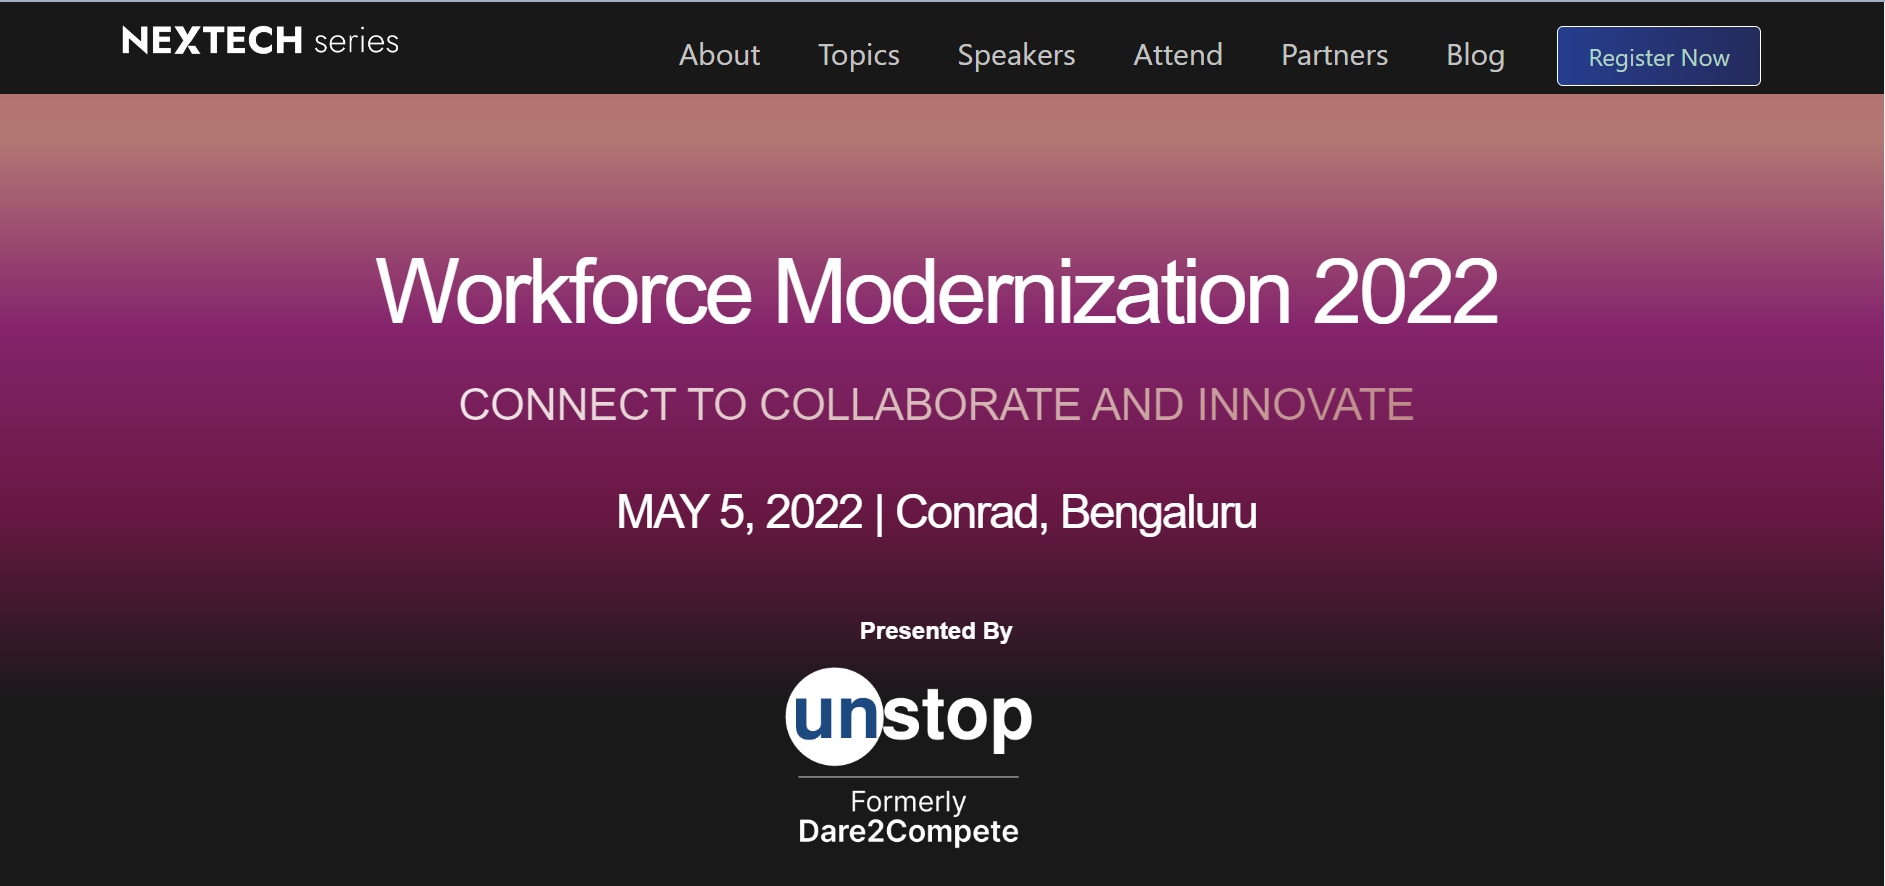 NEXTECH series
About Topics Speakers Attend Partners Blog Register Now
Workforce Modernization 2022
CONNECT TO COLLABORATE AND INNOVATE
MAY 5, 2022 | Conrad, Bengaluru
Presented By
unstop
Formerly
Dare2Compete